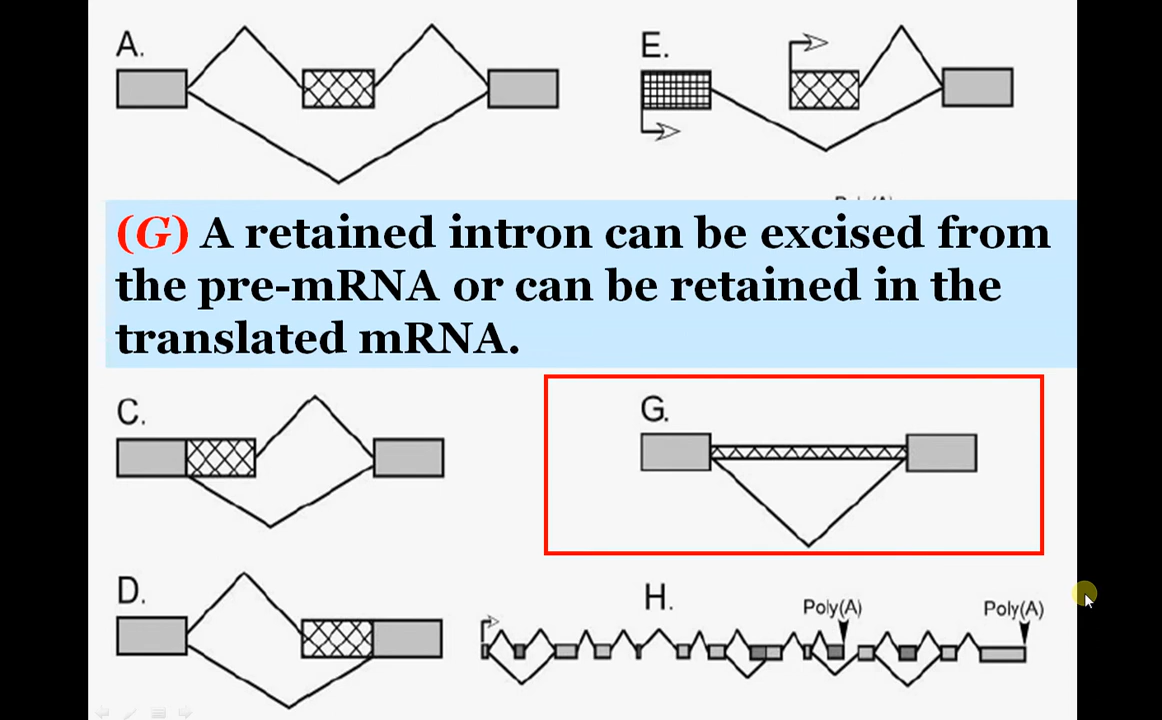 A.
E.
(G) A retained intron can be excised from
the pre-mRNA or can be retained in the
translated mRNA.
C.
G.
D.
H.
Poly(A)
Poly(A)